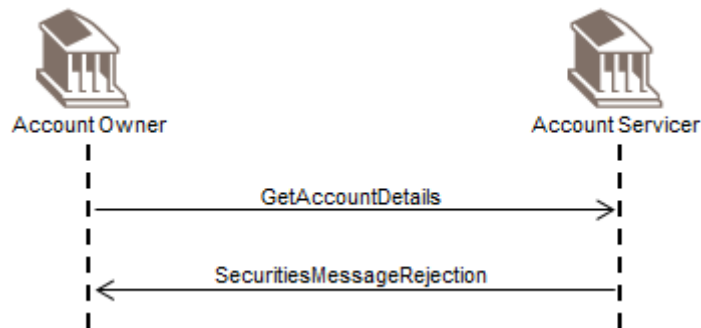 Account Owner
Account Servicer
GetAccountDetails
SecuritiesMessageRejection